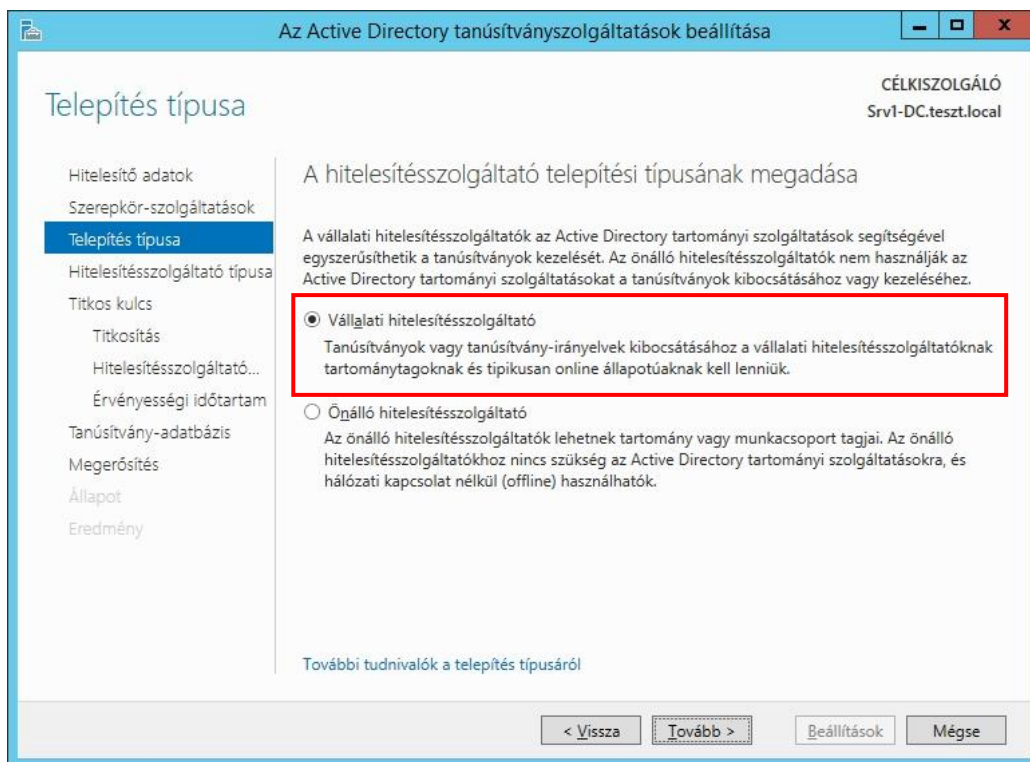 Az Active Directory tanúsítványszolgáltatások beállítása
Telepítés típusa
CÉLKISZOLGÁLÓ
Srv1-DC.teszt.local
Hitelesítő adatok
Szerepkör-szolgáltatások
Telepítés típusa
Hitelesítésszolgáltató típusa
Titkos kulcs
Titkosítás
Hitelesítésszolgáltató...
Érvényességi időtartam
Tanúsítvány-adatbázis
Megerősítés
Állapot
Eredmény
A hitelesítésszolgáltató telepítési típusának megadása
A vállalati hitelesítésszolgáltatók az Active Directory tartományi szolgáltatások segítségével
egyszerűsíthetik a tanúsítványok kezelését. Az önálló hitelesítésszolgáltatók nem használják az
Active Directory tartományi szolgáltatásokat a tanúsítványok kibocsátásához vagy kezeléséhez.
Vállalati hitelesítésszolgáltató
Tanúsítványok vagy tanúsítvány-irányelvek kibocsátásához a vállalati hitelesítésszolgáltatóknak
tartománytagoknak és tipikusan online állapotúaknak kell lenniük.
Önálló hitelesítésszolgáltató
Az önálló hitelesítésszolgáltatók lehetnek tartomány vagy munkacsoport tagjai. Az önálló
hitelesítésszolgáltatókhoz nincs szükség az Active Directory tartományi szolgáltatásokra, és
hálózati kapcsolat nélkül (offline) használhatók.
További tudnivalók a telepítés típusáról
< Vissza
Tovább >
Beállítások
Mégse